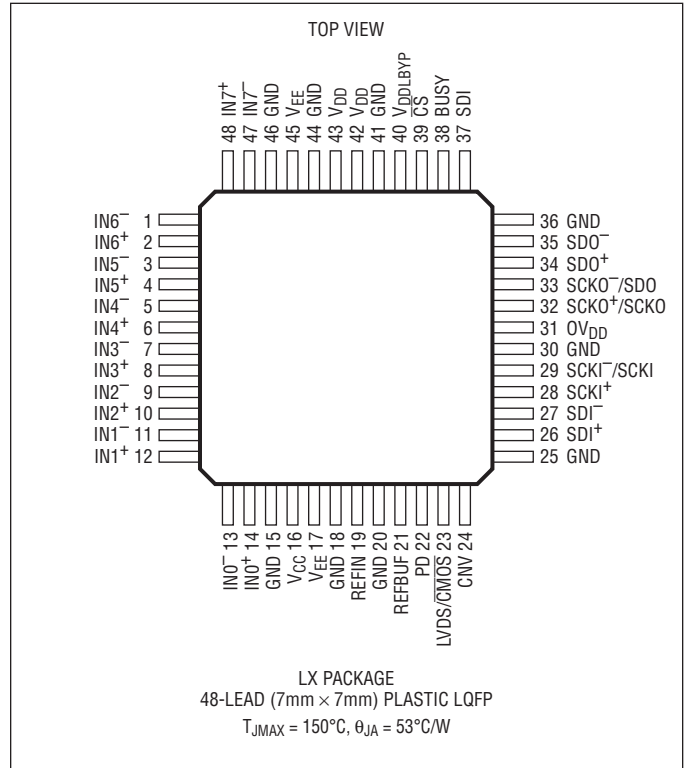 TOP VIEW
48 IN7+
47 IN7−
46 GND
45 VEE
44 GND
43 VDD
42 VDD
41 GND
40 VDDLBYP
39 C̅S̅
38 BUSY
37 SDI
IN6− 1
IN6+ 2
IN5− 3
IN5+ 4
IN4− 5
IN4+ 6
IN3− 7
IN3+ 8
IN2− 9
IN2+ 10
IN1− 11
IN1+ 12
36 GND
35 SDO−
34 SDO+
33 SCKO−/SDO
32 SCKO+/SCKO
31 OVDD
30 GND
29 SCKI−/SCKI
28 SCKI+
27 SDI−
26 SDI+
25 GND
IN0− 13
IN0+ 14
GND 15
VCC 16
VEE 17
GND 18
REFIN 19
GND 20
REFBUF 21
PD 22
LVDS/C̅M̅O̅S̅ 23
CNV 24
LX PACKAGE
48-LEAD (7mm × 7mm) PLASTIC LQFP
TJMAX = 150°C, θJA = 53°C/W